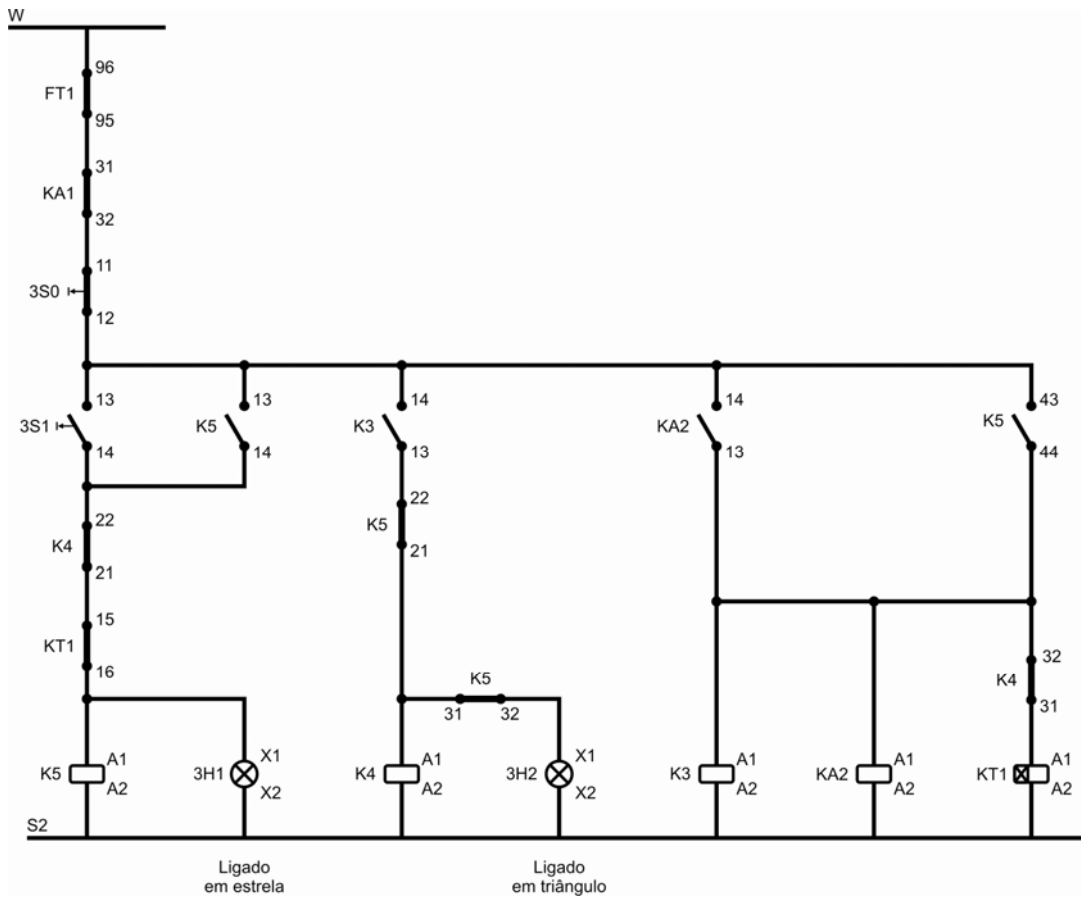 W
96
FT1
95
31
KA1
32
11
3S0
12
13
3S1
14
13
K5
14
14
K3
13
14
KA2
13
43
K5
44
22
K4
21
22
K5
21
15
KT1
16
K5
31
32
32
K4
31
K5
A1
A2
3H1
X1
X2
K4
A1
A2
3H2
X1
X2
K3
A1
A2
KA2
A1
A2
KT1
A1
A2
S2
Ligado
em estrela
Ligado
em triângulo